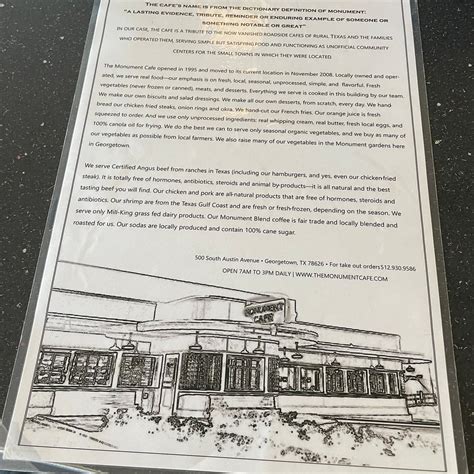 THE CAFE'S NAME IS FROM THE DICTIONARY DEFINITION OF MONUMENT:
"A LASTING EVIDENCE, TRIBUTE, REMINDER OR ENDURING EXAMPLE OF SOMEONE OR
SOMETHING NOTABLE OR GREAT".
IN OUR CASE, THE CAFE IS A TRIBUTE TO THE NOW VANISHED ROADSIDE CAFES OF RURAL TEXAS AND THE FAMILIES
WHO OPERATED THEM, SERVING SIMPLE BUT SATISFYING FOOD AND FUNCTIONING AS UNOFFICIAL COMMUNITY
CENTERS FOR THE SMALL TOWNS IN WHICH THEY WERE LOCATED.
The Monument Cafe opened in 1995 and moved to its current location in November 2008. Locally owned and oper-
ated, we serve real food—our emphasis is on fresh, local, seasonal, unprocessed, simple, and flavorful. Fresh
vegetables (never frozen or canned), meats, and desserts. Everything we serve is cooked in this building by our team.
We make our own biscuits and salad dressings. We make all our own desserts, from scratch, every day. We hand-
bread our chicken fried steaks, onion rings and okra. We hand-cut our French fries. Our orange juice is fresh
squeezed to order. And we use only unprocessed ingredients: real whipping cream, real butter, fresh local eggs, and
100% canola oil for frying. We do the best we can to serve only seasonal organic vegetables, and we buy as many of
our vegetables as possible from local farmers. We also raise many of our vegetables in the Monument gardens here
in Georgetown.
We serve Certified Angus beef from ranches in Texas (including our hamburgers, and yes, even our chicken fried
steak). It is totally free of hormones, antibiotics, steroids and animal by-products—it is all natural and the best
tasting beef you will find. Our chicken and pork are all-natural products that are free of hormones, steroids and
antibiotics. Our shrimp are from the Texas Gulf Coast and are fresh or fresh-frozen, depending on the season. We
serve only Mill-King grass fed dairy products. Our Monument Blend coffee is fair trade and locally blended and
roasted for us. Our sodas are locally produced and contain 100% cane sugar.
500 South Austin Avenue • Georgetown, TX 78626 • For take out orders 512.930.9586
OPEN 7AM TO 3PM DAILY | WWW.THEMONUMENTCAFE.COM
MONUMENT
CAFE